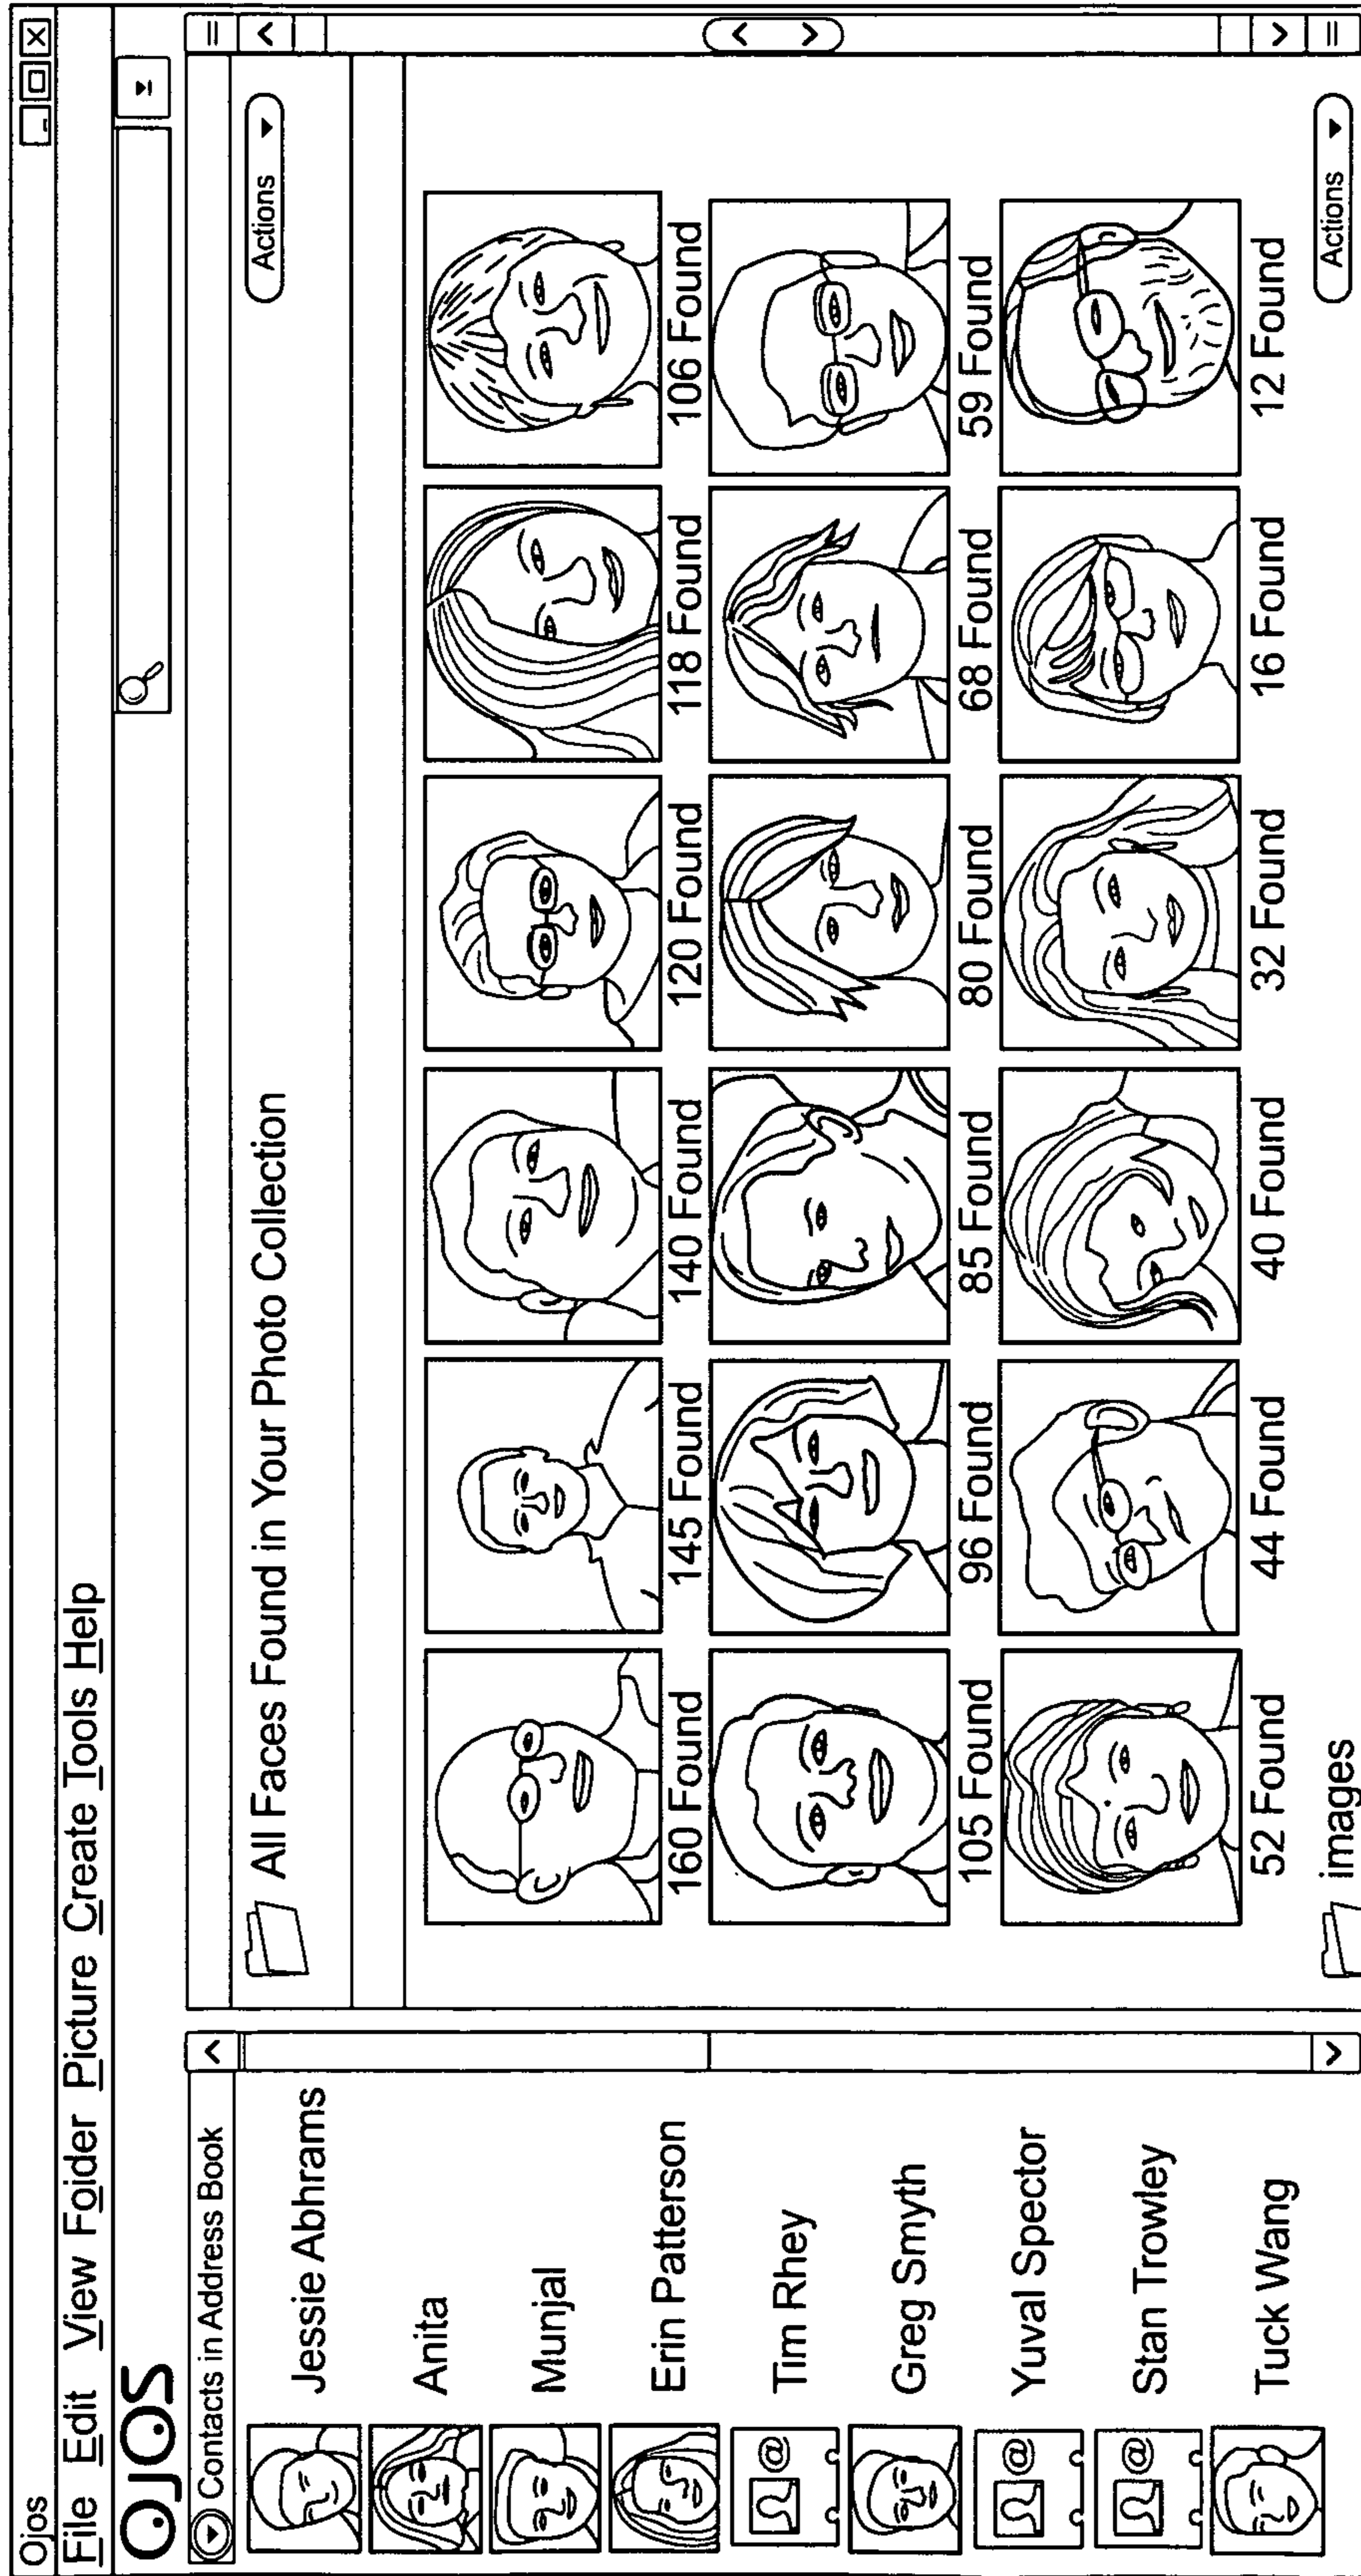 Ojos
File Edit View Foider Picture Create Tools Help
OJOS
Contacts in Address Book
Jessie Abhrams
Anita
Munjal
Erin Patterson
Tim Rhey
Greg Smyth
Yuval Spector
Stan Trowley
Tuck Wang
All Faces Found in Your Photo Collection
Actions
160 Found 145 Found 140 Found 120 Found 118 Found 106 Found
105 Found 96 Found 85 Found 80 Found 68 Found 59 Found
52 Found 44 Found 40 Found 32 Found 16 Found 12 Found
images
Actions